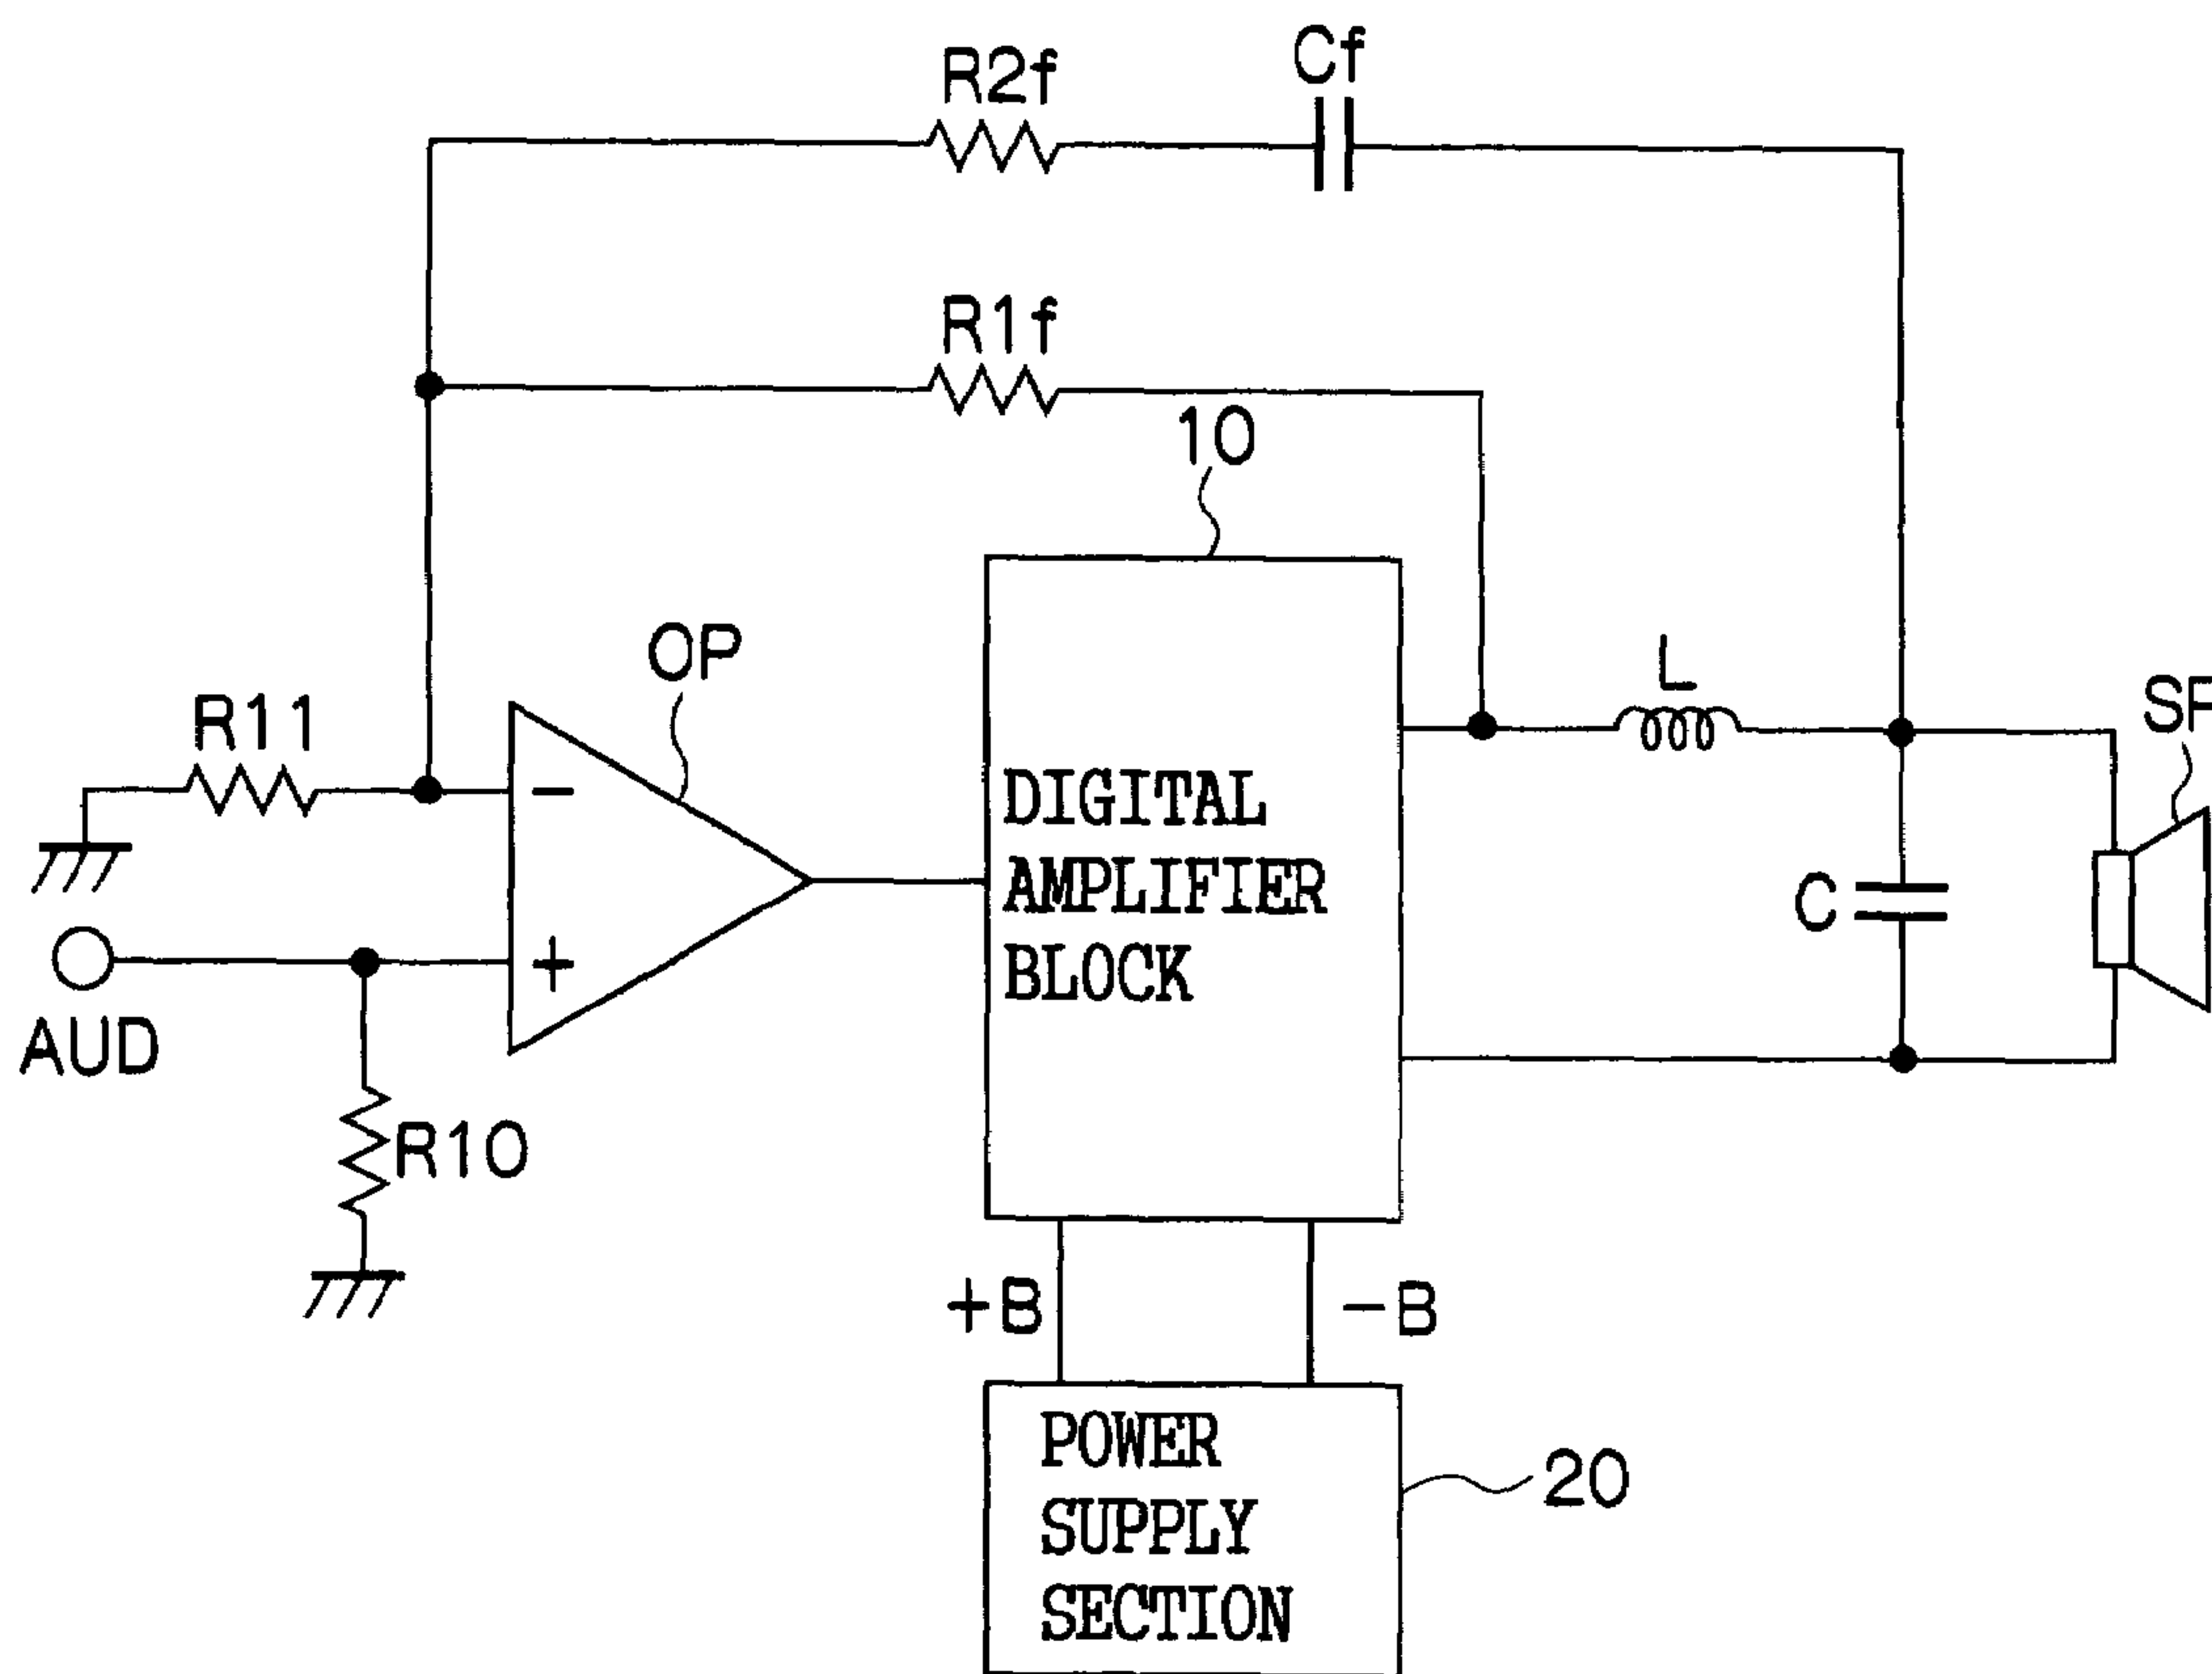 Cf
R2f
R1f
10
OP
L
R11
DIGITAL
AMPLIFIER
BLOCK
-
+
C
AUD
R10
+B
-B
POWER
SUPPLY
SECTION
20